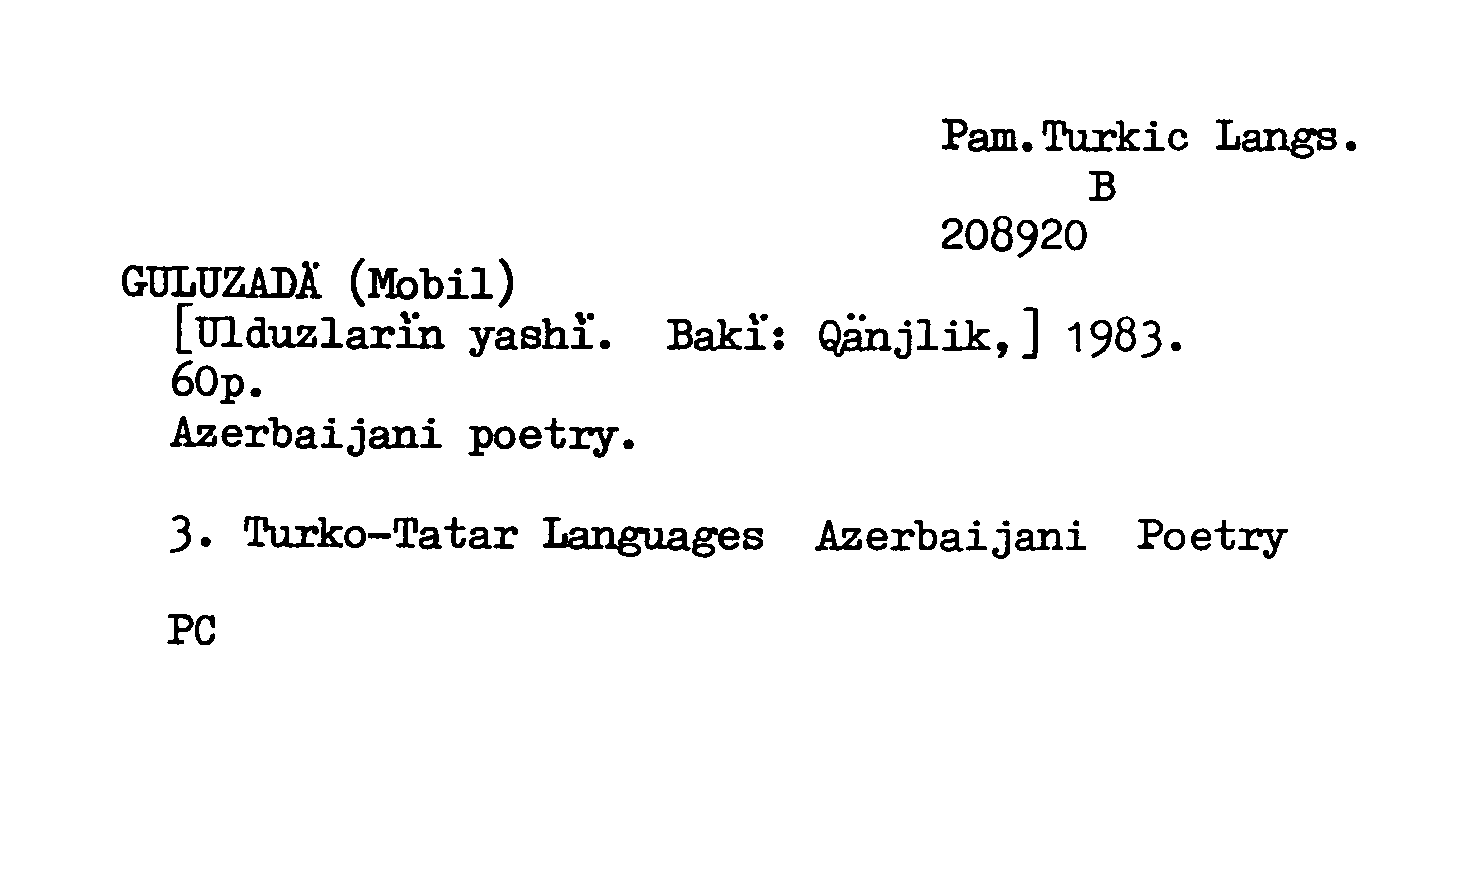 Pam.Turkic Langs.
B
208920
GULUZADÄ (Mobil)
[Ulduzlarïn yashï. Bakï: Qänjlik,] 1983.
60p.
Azerbaijani poetry.
3. Turko-Tatar Languages Azerbaijani Poetry
PC